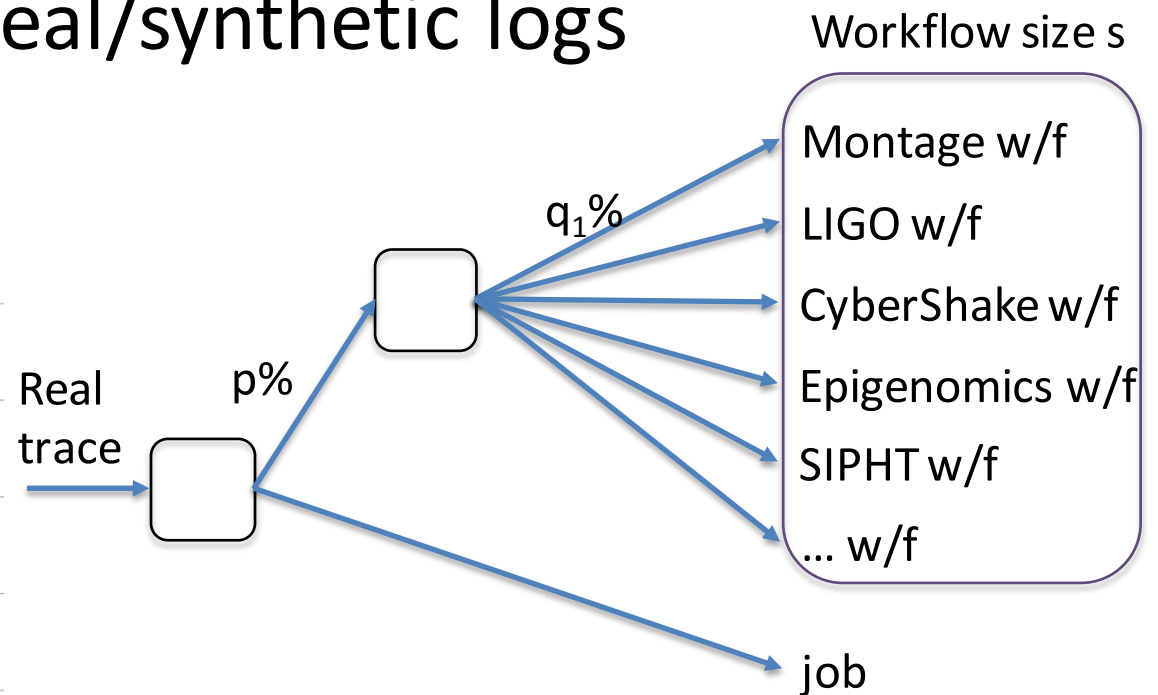 eal/synthetic logs
Workflow size s
Montage w/f
q₁%
LIGO w/f
CyberShake w/f
p%
Epigenomics w/f
Real
trace
SIPHT w/f
... w/f
job